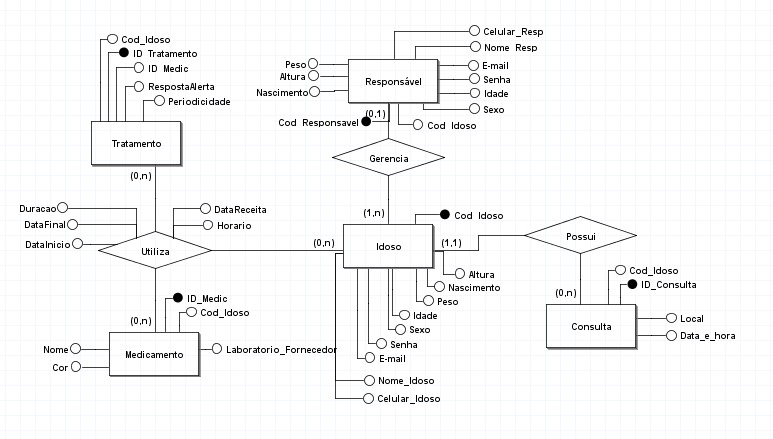 Cod_Idoso
ID Tratamento
ID Medic
RespostaAlerta
Periodicidade
Tratamento
(0,n)
Celular_Resp
Nome Resp
Peso
Altura
Nascimento
Responsável
E-mail
Senha
Idade
Sexo
(0,1)
Cod Responsavel
Cod Idoso
Gerencia
(1,n)
Duracao
DataFinal
DataInicio
DataReceita
Horario
Utiliza
(0,n)
Idoso
Cod Idoso
(1,1)
Possui
Altura
Nascimento
Peso
Idade
Sexo
Senha
E-mail
Nome_Idoso
Celular_Idoso
(0,n)
Cod_Idoso
ID_Consulta
Consulta
Local
Data_e_hora
(0,n)
ID_Medic
Cod_Idoso
Nome
Cor
Medicamento
Laboratorio_Fornecedor